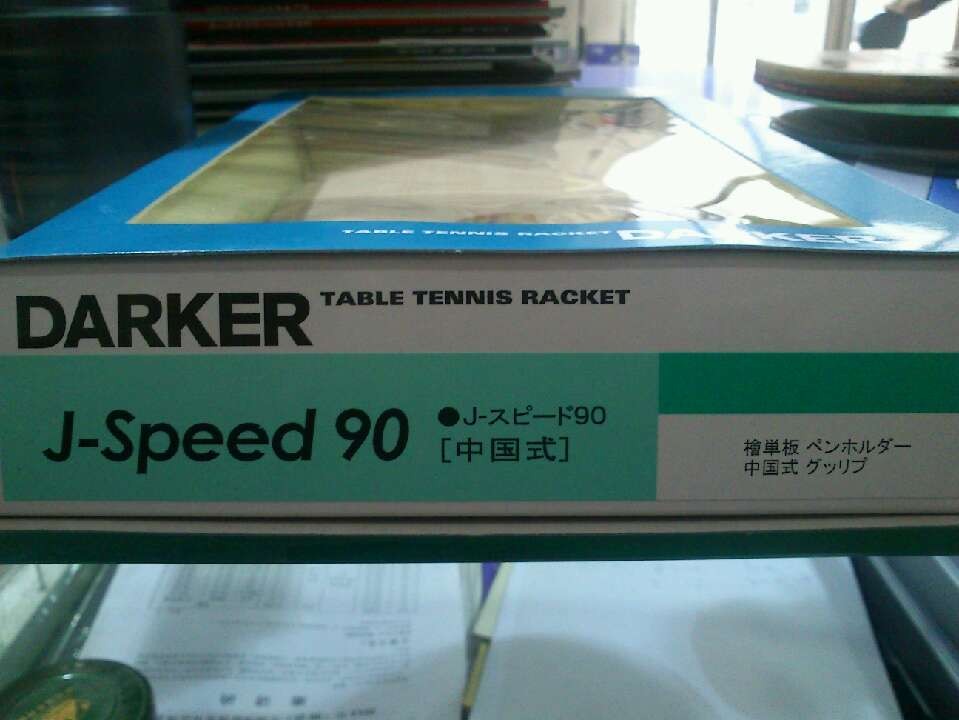 TABLE TENNIS RACKET DARKER
DARKER TABLE TENNIS RACKET
J-Speed 90
●J-スピード90
[中国式]
檜単板 ペンホルダー
中国式 グッリプ